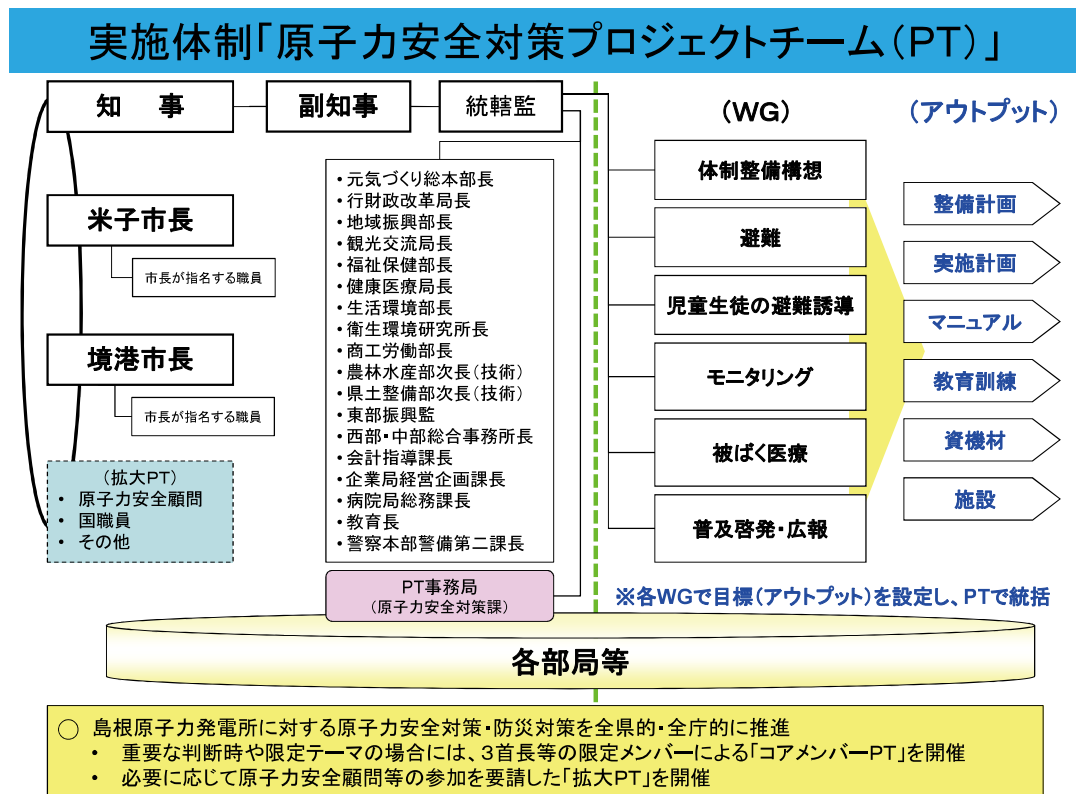 実施体制「原子力安全対策プロジェクトチーム(PT)」
知　事
副知事
統轄監
米子市長
市長が指名する職員
境港市長
市長が指名する職員
(拡大PT)
・ 原子力安全顧問
・ 国職員
・ その他
・元気づくり総本部長
・行財政改革局長
・地域振興部長
・観光交流局長
・福祉保健部長
・健康医療局長
・生活環境部長
・衛生環境研究所長
・商工労働部長
・農林水産部次長(技術)
・県土整備部次長(技術)
・東部振興監
・西部・中部総合事務所長
・会計指導課長
・企業局経営企画課長
・病院局総務課長
・教育長
・警察本部警備第二課長
PT事務局
(原子力安全対策課)
(WG)
体制整備構想
避難
児童生徒の避難誘導
モニタリング
被ばく医療
普及啓発・広報
(アウトプット)
整備計画
実施計画
マニュアル
教育訓練
資機材
施設
※各WGで目標(アウトプット)を設定し、PTで統括
各部局等
○ 島根原子力発電所に対する原子力安全対策・防災対策を全県的・全庁的に推進
・ 重要な判断時や限定テーマの場合には、3首長等の限定メンバーによる「コアメンバーPT」を開催
・ 必要に応じて原子力安全顧問等の参加を要請した「拡大PT」を開催